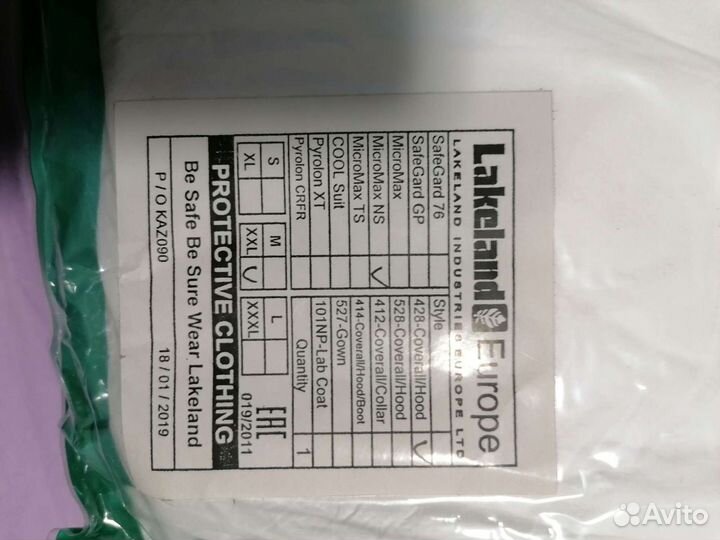 Lakeland Europe
LAKELAND INDUSTRIES EUROPE LTD
Style
SafeGard 76
428-Coverall/Hood ✓
SafeGard GP
528-Coverall/Hood
MicroMax
412-Coverall/Collar
MicroMax NS ✓
414-Coverall/Hood/Boot
MicroMax TS
527-Gown
COOL Suit
101NP-Lab Coat
Pyrolon XT
Pyrolon CRFR
Quantity 1
S M L
XL XXL ✓ XXXL
EAC
019/2011
PROTECTIVE CLOTHING
Be Safe Be Sure Wear Lakeland
P / O KAZ090 18 / 01 / 2019
Avito